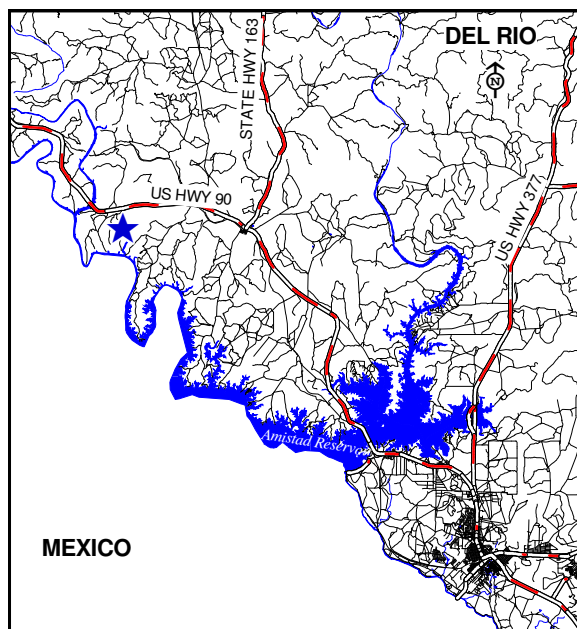 DEL RIO
N
STATE HWY 163
US HWY 90
US HWY 377
Amistad Reservoir
MEXICO